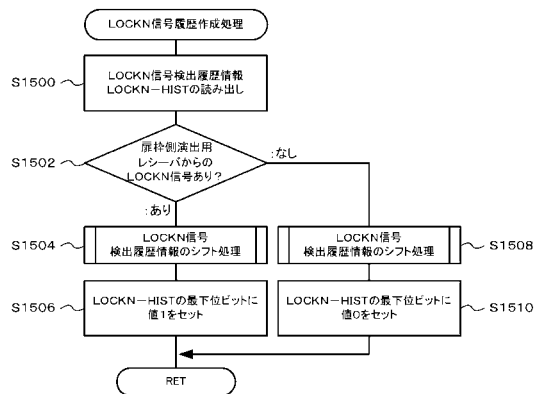 LOCKN信号履歴作成処理
S1500
LOCKN信号検出履歴情報
LOCKN-HISTの読み出し
S1502
扉枠側演出用
レシーバからの
LOCKN信号あり?
:なし
:あり
S1504
LOCKN信号
検出履歴情報のシフト処理
LOCKN信号
検出履歴情報のシフト処理
S1508
S1506
LOCKN-HISTの最下位ビットに
値1をセット
LOCKN-HISTの最下位ビットに
値0をセット
S1510
RET